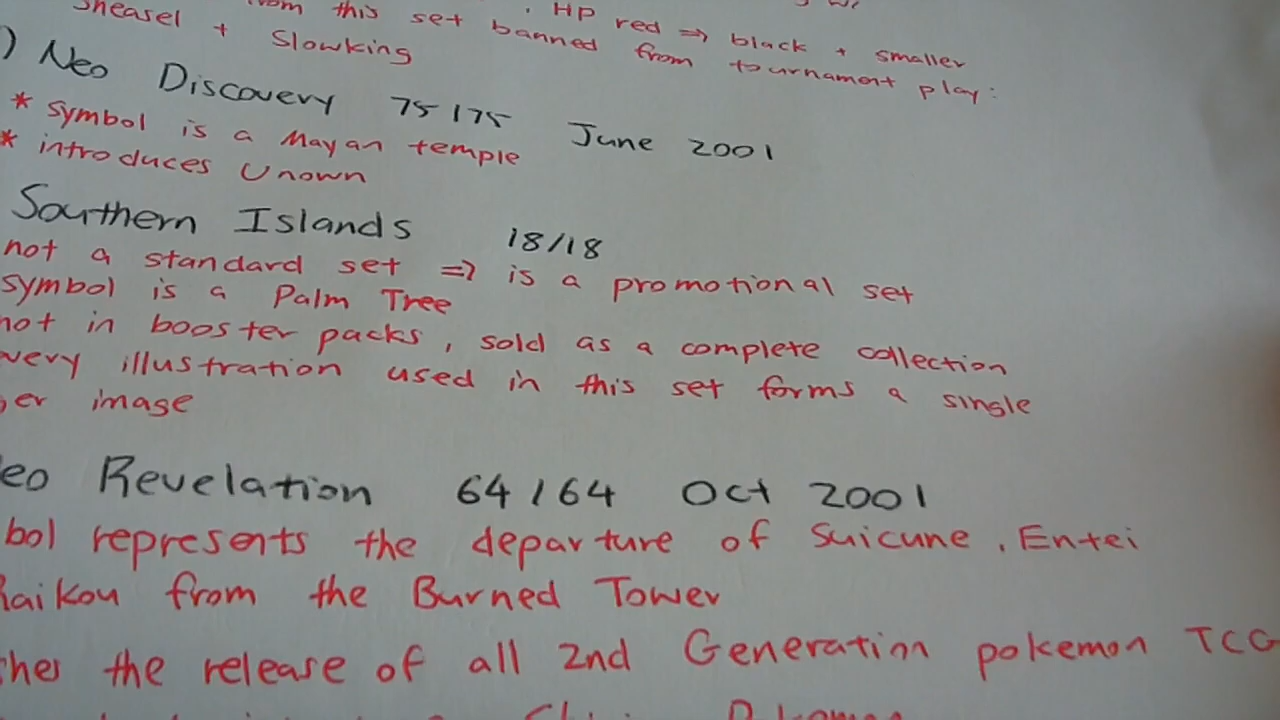 from this set banned from tournament play:
HP red => black + smaller
Sneasel + Slowking
) Neo Discovery 75/75 June 2001
* symbol is a Mayan temple
* introduces Unown
Southern Islands 18/18
not a standard set => is a promotional set
symbol is a Palm Tree
not in booster packs, sold as a complete collection
very illustration used in this set forms a single
er image
eo Revelation 64/64 Oct 2001
bol represents the departure of Suicune, Entei
Raikou from the Burned Tower
shes the release of all 2nd Generation pokemon TCG